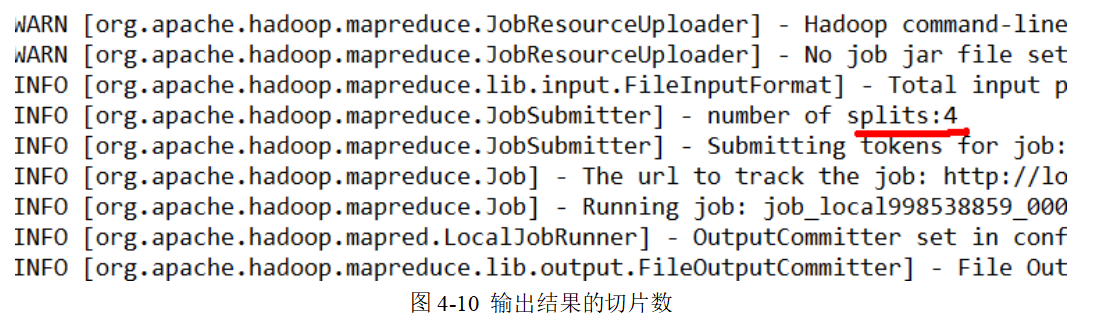 WARN [org.apache.hadoop.mapreduce.JobResourceUploader] - Hadoop command-line
WARN [org.apache.hadoop.mapreduce.JobResourceUploader] - No job jar file set
INFO [org.apache.hadoop.mapreduce.lib.input.FileInputFormat] - Total input p
INFO [org.apache.hadoop.mapreduce.JobSubmitter] - number of splits:4
INFO [org.apache.hadoop.mapreduce.JobSubmitter] - Submitting tokens for job:
INFO [org.apache.hadoop.mapreduce.Job] - The url to track the job: http://lo
INFO [org.apache.hadoop.mapreduce.Job] - Running job: job_local998538859_000
INFO [org.apache.hadoop.mapred.LocalJobRunner] - OutputCommitter set in conf
INFO [org.apache.hadoop.mapreduce.lib.output.FileOutputCommitter] - File Out
图 4-10 输出结果的切片数